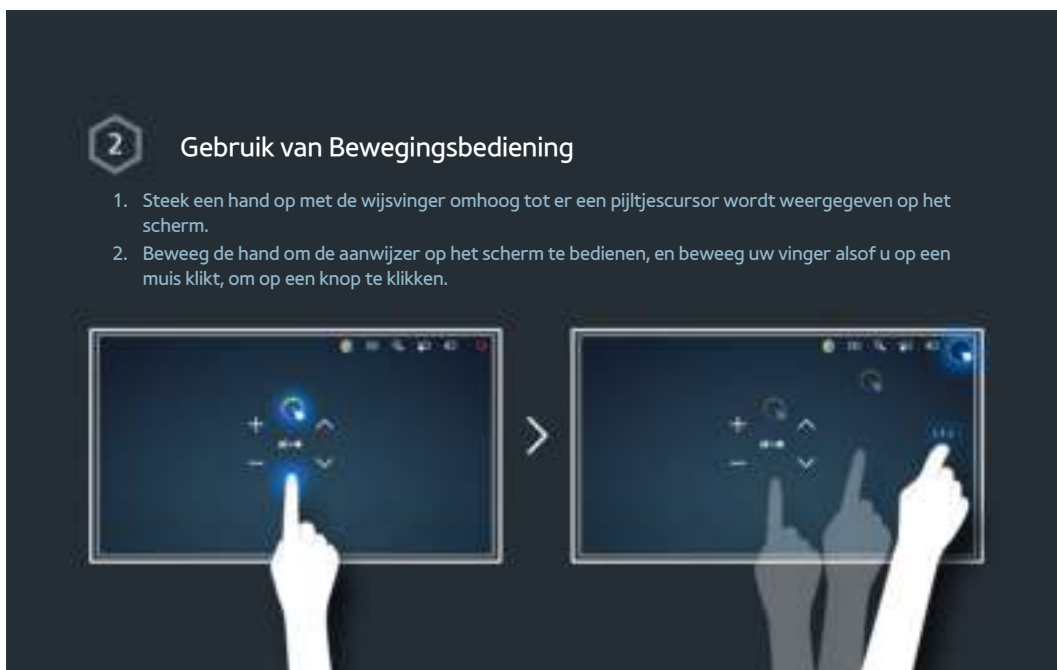 2
Gebruik van Bewegingsbediening
1. Steek een hand op met de wijsvinger omhoog tot er een pijltjescursor wordt weergegeven op het
scherm.
2. Beweeg de hand om de aanwijzer op het scherm te bedienen, en beweeg uw vinger alsof u op een
muis klikt, om op een knop te klikken.